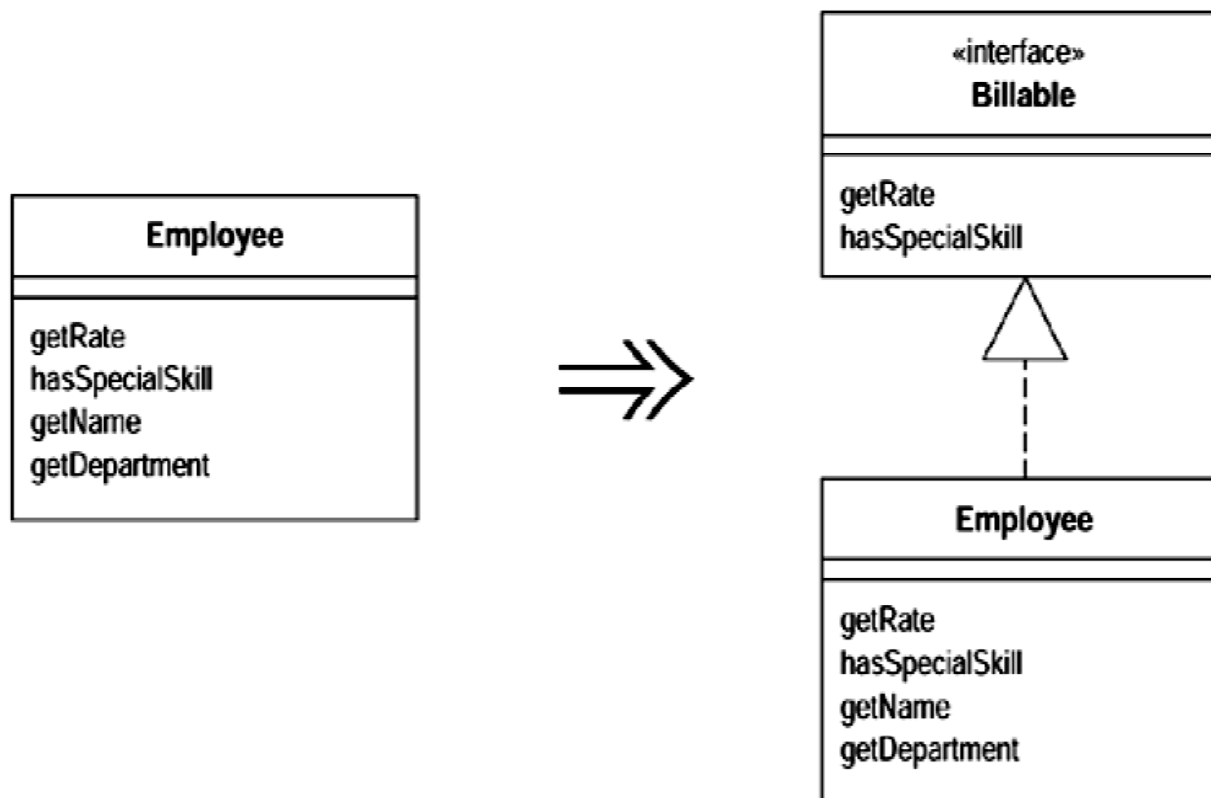 Employee
getRate
hasSpecialSkill
getName
getDepartment
«interface»
Billable
getRate
hasSpecialSkill
Employee
getRate
hasSpecialSkill
getName
getDepartment